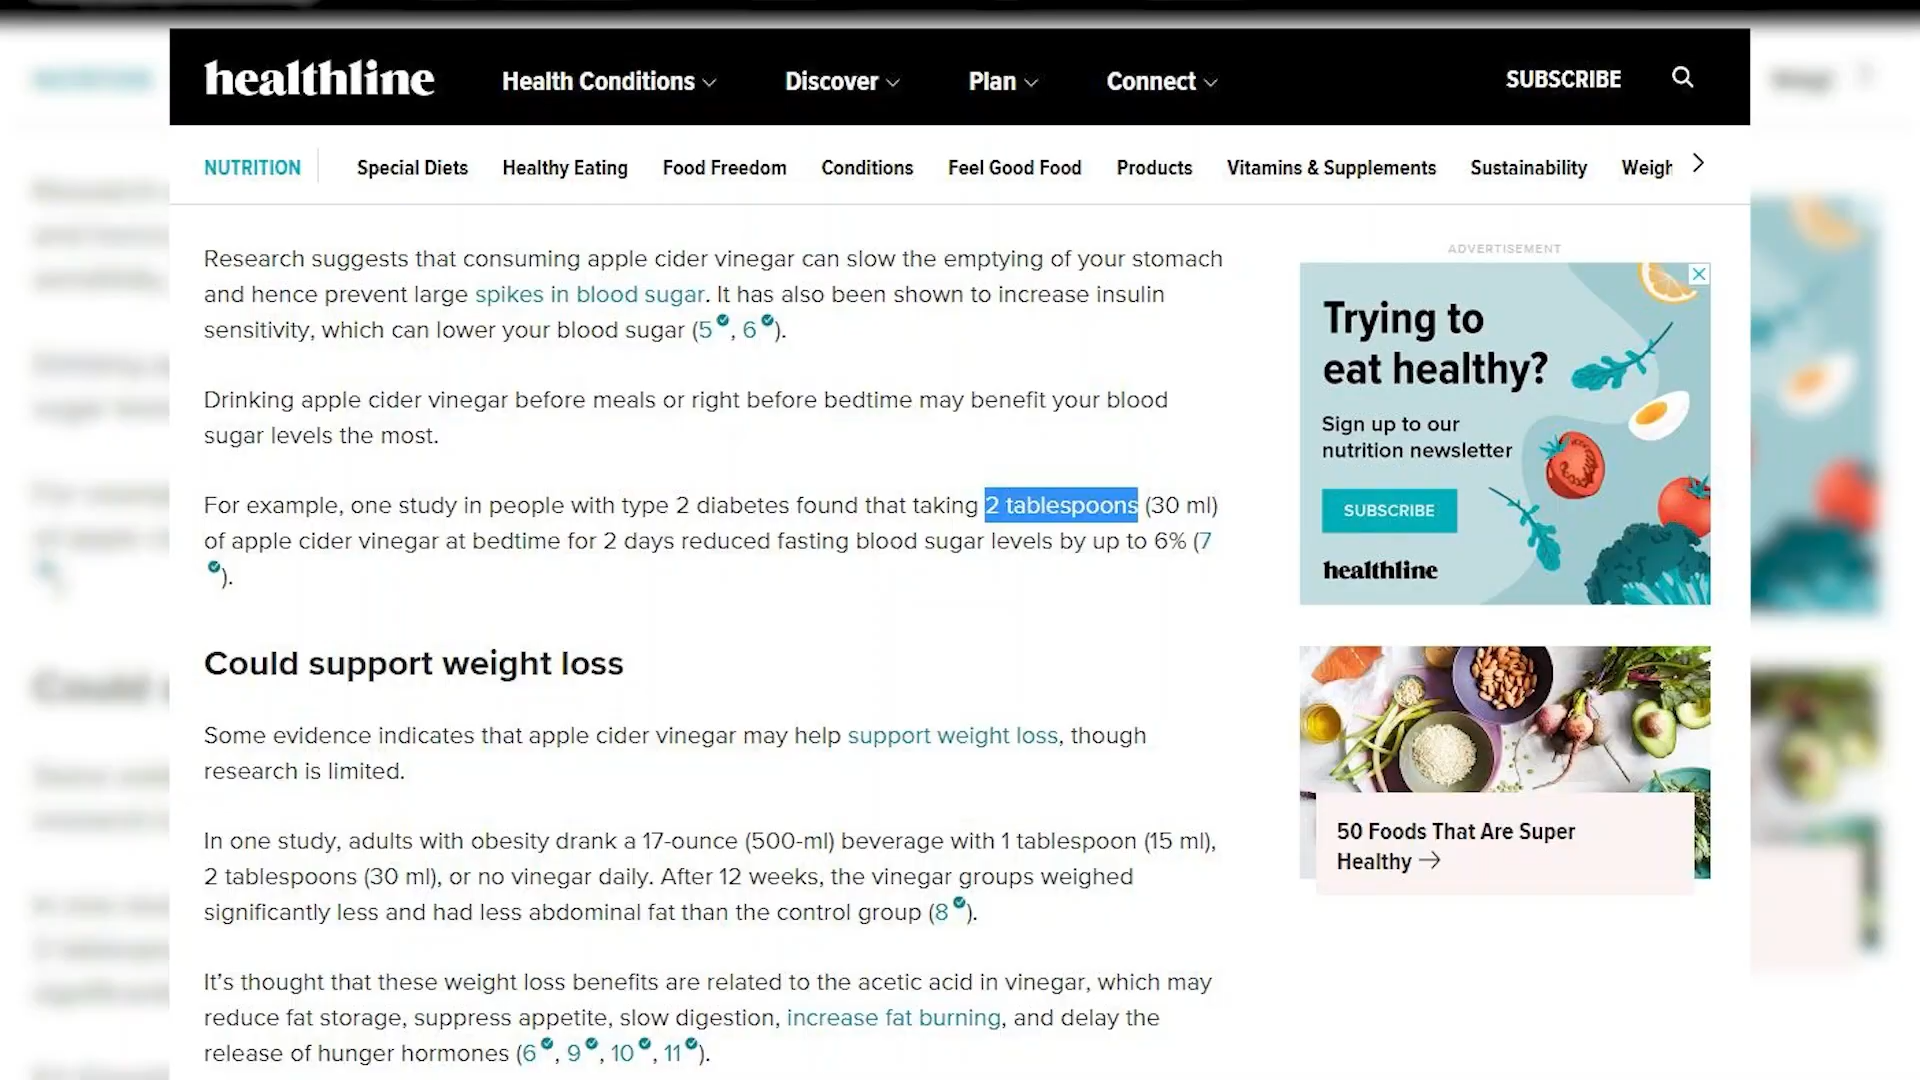 healthline
Health Conditions
Discover
Plan
Connect
SUBSCRIBE
NUTRITION
Special Diets
Healthy Eating
Food Freedom
Conditions
Feel Good Food
Products
Vitamins & Supplements
Sustainability
Weigh
Research suggests that consuming apple cider vinegar can slow the emptying of your stomach
and hence prevent large spikes in blood sugar. It has also been shown to increase insulin
sensitivity, which can lower your blood sugar (5, 6).
Drinking apple cider vinegar before meals or right before bedtime may benefit your blood
sugar levels the most.
For example, one study in people with type 2 diabetes found that taking 2 tablespoons (30 ml)
of apple cider vinegar at bedtime for 2 days reduced fasting blood sugar levels by up to 6% (7
).
Could support weight loss
Some evidence indicates that apple cider vinegar may help support weight loss, though
research is limited.
In one study, adults with obesity drank a 17-ounce (500-ml) beverage with 1 tablespoon (15 ml),
2 tablespoons (30 ml), or no vinegar daily. After 12 weeks, the vinegar groups weighed
significantly less and had less abdominal fat than the control group (8).
It's thought that these weight loss benefits are related to the acetic acid in vinegar, which may
reduce fat storage, suppress appetite, slow digestion, increase fat burning, and delay the
release of hunger hormones (6, 9, 10, 11).
ADVERTISEMENT
Trying to
eat healthy?
Sign up to our
nutrition newsletter
SUBSCRIBE
healthline
50 Foods That Are Super
Healthy →